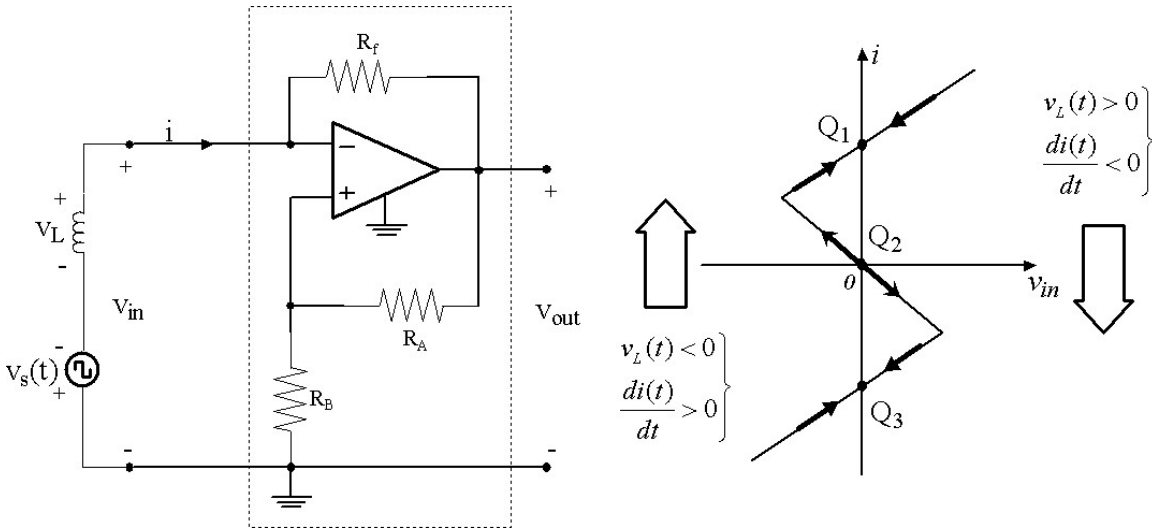 R_f
i
+
−
+
+
+
V_L
-
V_in
-
v_s(t)
+
R_A
V_out
R_B
-
-
i
Q_1
v_L(t) > 0
di(t)/dt < 0
Q_2
0
v_in
v_L(t) < 0
di(t)/dt > 0
Q_3